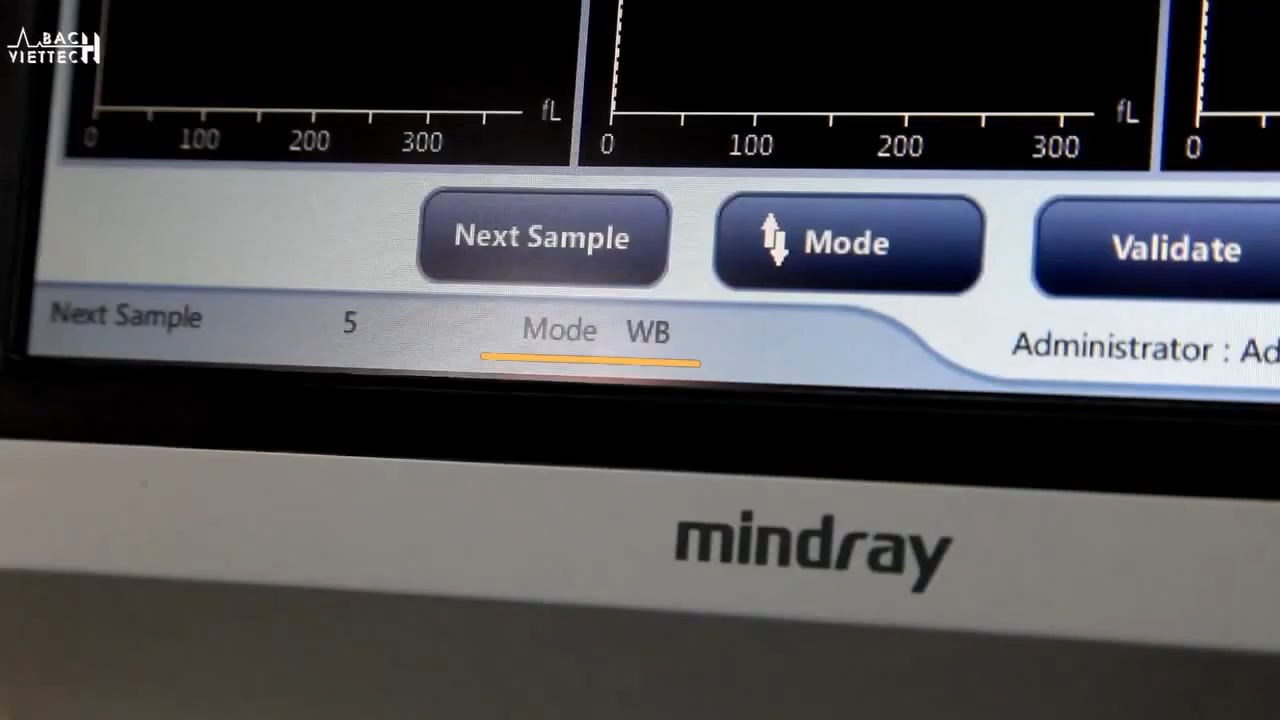 BACH
VIETTECH
fL
fL
0 100 200 300
0 100 200 300
0
Next Sample
Mode
Validate
Next Sample 5 Mode WB
Administrator : Ad
mindray